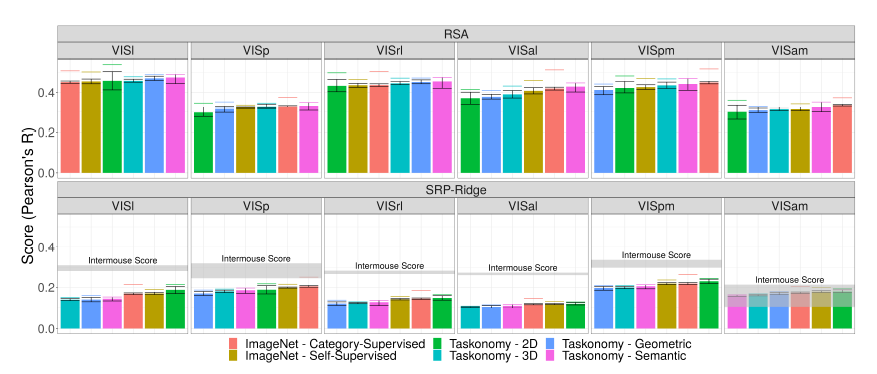 RSA
VISl VISp VISrl VISal VISpm VISam
0.4
0.2
0.0
Score (Pearson's R)
SRP-Ridge
VISl VISp VISrl VISal VISpm VISam
0.4
0.2
0.0
Intermouse Score Intermouse Score Intermouse Score Intermouse Score Intermouse Score Intermouse Score
ImageNet - Category-Supervised Taskonomy - 2D Taskonomy - Geometric
ImageNet - Self-Supervised Taskonomy - 3D Taskonomy - Semantic